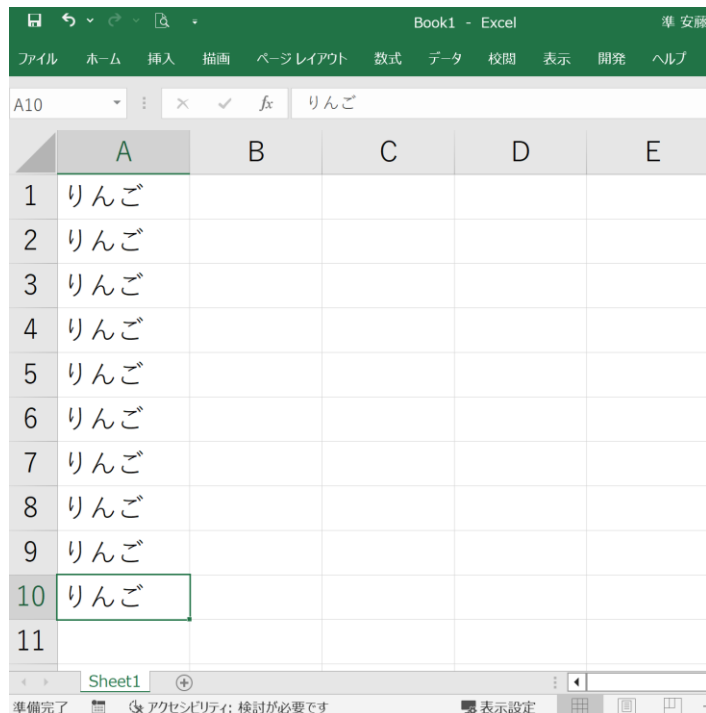 Book1 - Excel 準 安藤
ファイル ホーム 挿入 描画 ページ レイアウト 数式 データ 校閲 表示 開発 ヘルプ
A10 fx りんご
A B C D E
1 りんご
2 りんご
3 りんご
4 りんご
5 りんご
6 りんご
7 りんご
8 りんご
9 りんご
10 りんご
11
Sheet1
準備完了 アクセシビリティ: 検討が必要です 表示設定